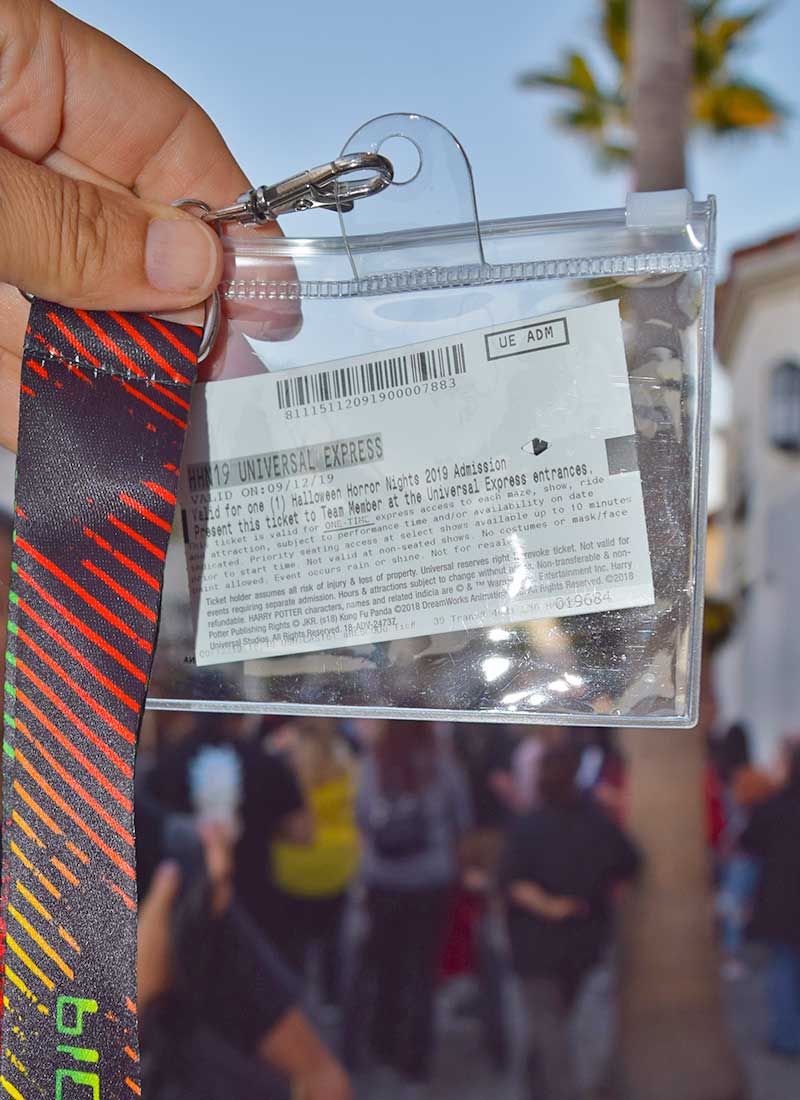 UE ADM
81115112091900007883
HHN19 UNIVERSAL EXPRESS
VALID ON:09/12/19
Valid for one (1) Halloween Horror Nights 2019 Admission
Present this ticket to Team Member at the Universal Express entrances.
This ticket is valid for ONE-TIME express access to each maze, show, ride
attraction, subject to performance time and/or availability on date
indicated. Priority seating access at select shows available up to 10 minutes
prior to start time. Not valid at non-seated shows. No costumes or mask/face
paint allowed. Event occurs rain or shine. Not for resale
Ticket holder assumes all risk of injury & loss of property. Universal reserves right revoke ticket. Not valid for
events requiring separate admission. Hours & attractions subject to change without Non-transferable & non-
refundable. HARRY POTTER characters, names and related indicia are © & ™ Warner Entertainment Inc. Harry
Potter Publishing Rights © JKR. (s18) Kung Fu Panda ©2018 DreamWorks Animation All Rights Reserved. ©2018
Universal Studios. All Rights Reserved. 18-ADV-24737
019684